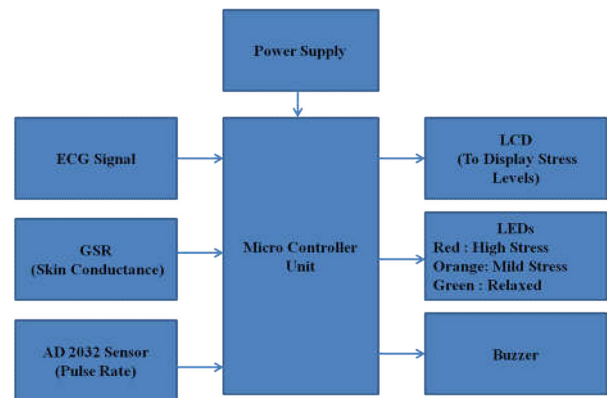 Power Supply
ECG Signal
GSR
(Skin Conductance)
AD 2032 Sensor
(Pulse Rate)
Micro Controller
Unit
LCD
(To Display Stress
Levels)
LEDs
Red : High Stress
Orange: Mild Stress
Green : Relaxed
Buzzer